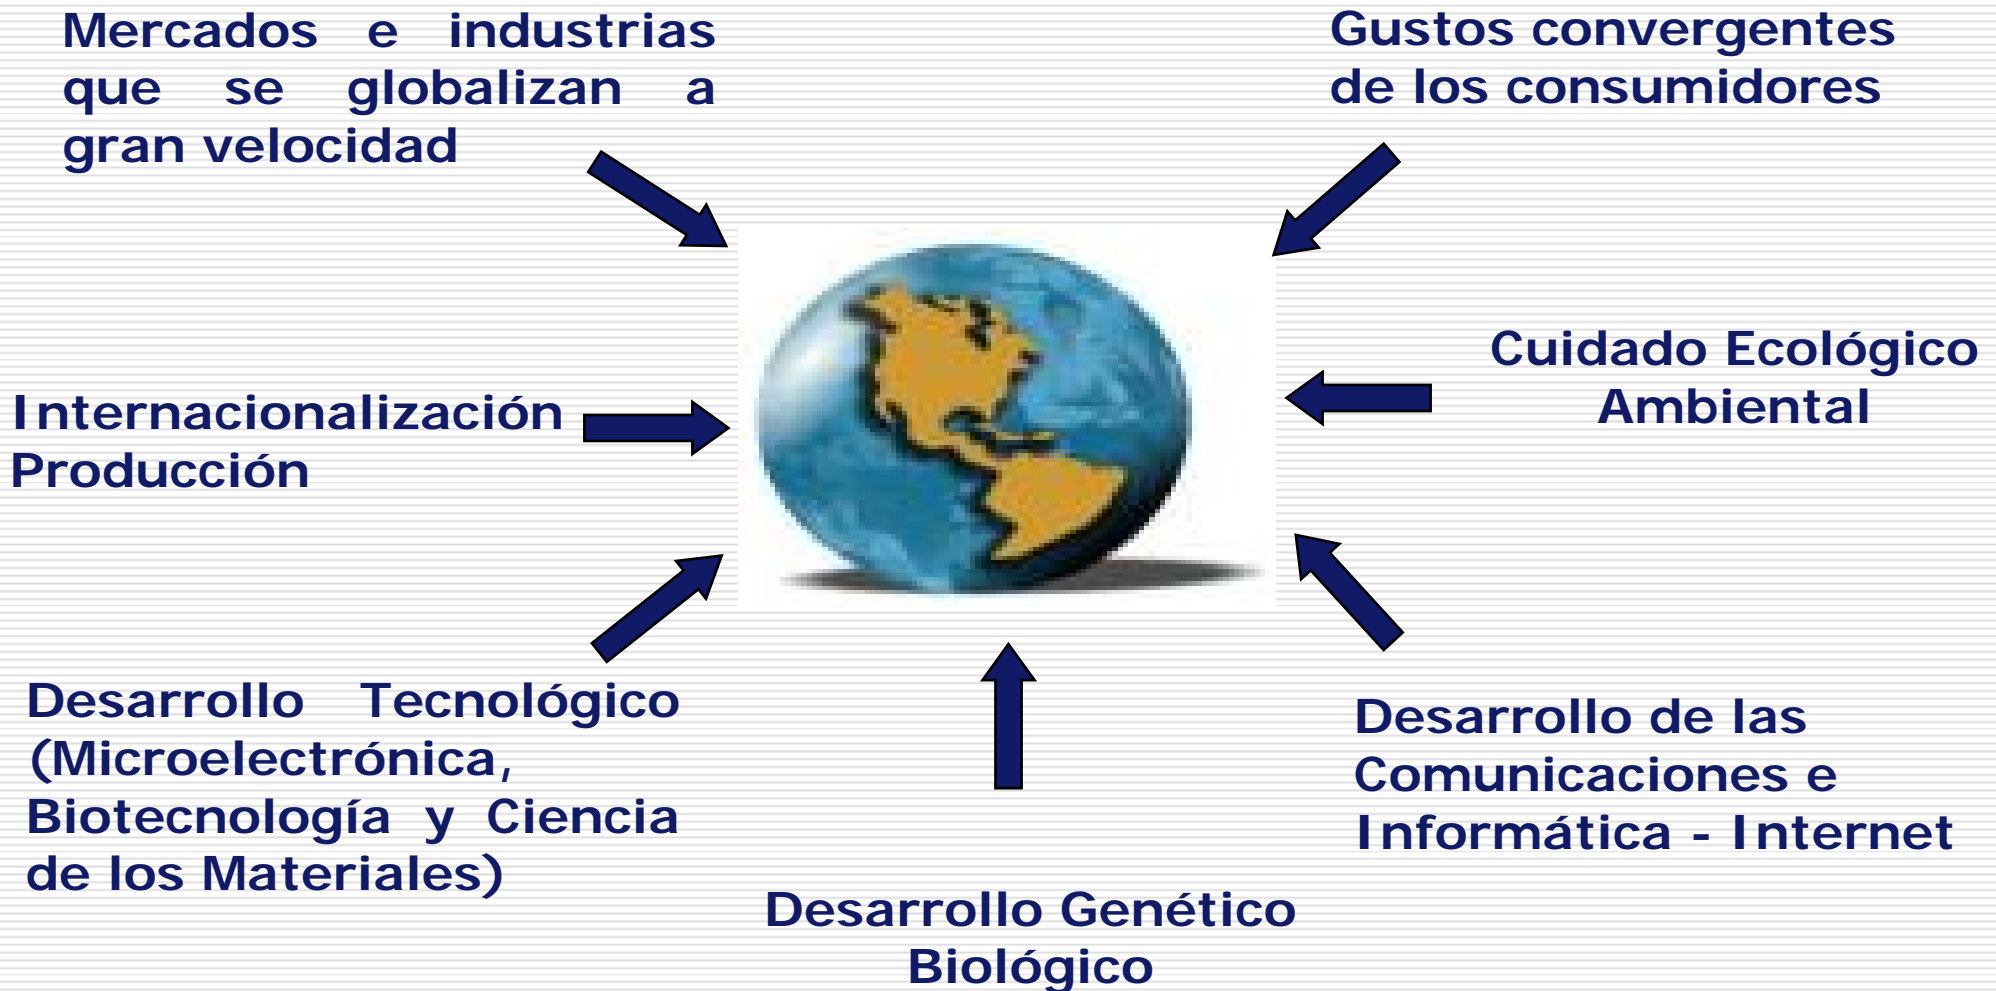 Mercados e industrias
que se globalizan a
gran velocidad
Gustos convergentes
de los consumidores
Internacionalización
Producción
Cuidado Ecológico
Ambiental
Desarrollo Tecnológico
(Microelectrónica,
Biotecnología y Ciencia
de los Materiales)
Desarrollo Genético
Biológico
Desarrollo de las
Comunicaciones e
Informática - Internet